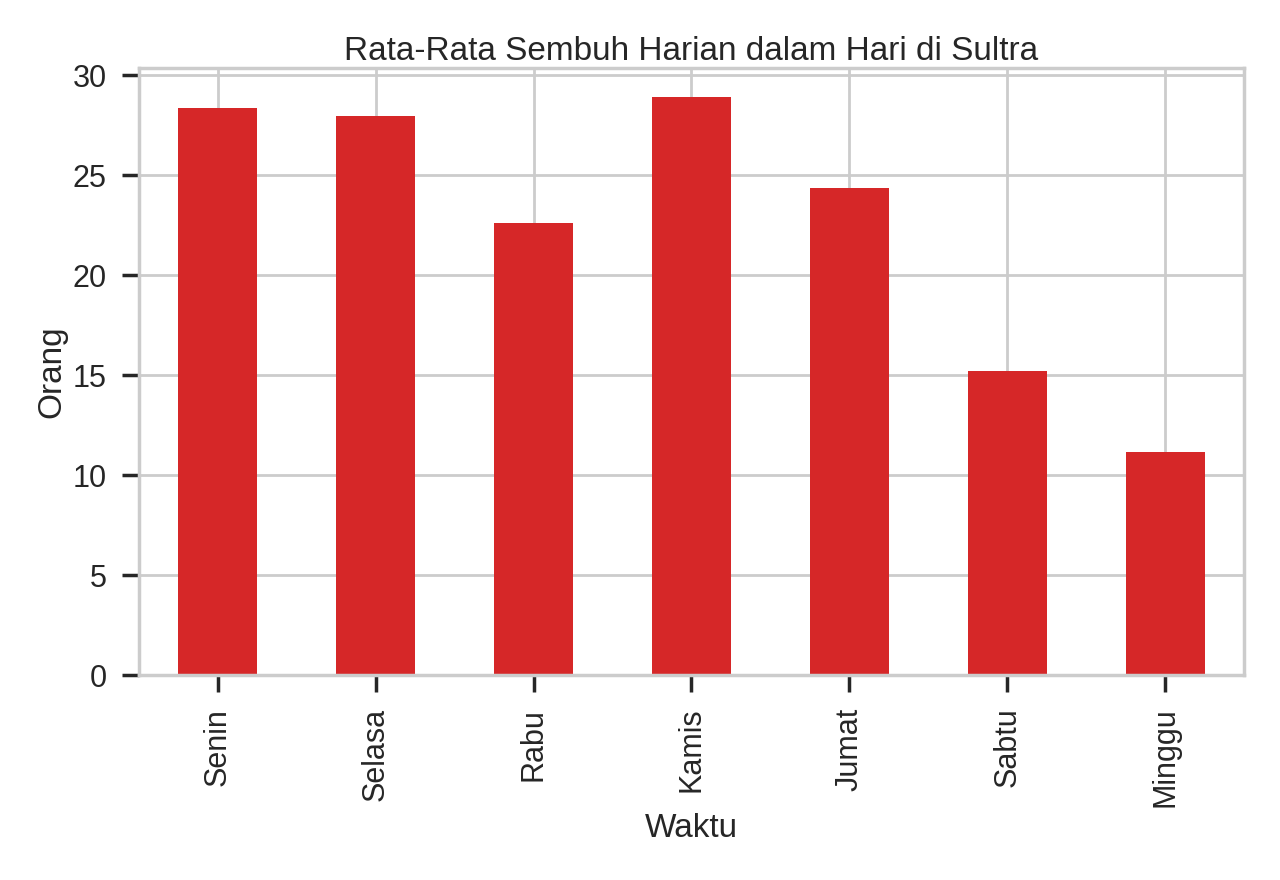 Rata-Rata Sembuh Harian dalam Hari di Sultra
30
25
20
15
10
5
0
Orang
Senin
Selasa
Rabu
Kamis
Jumat
Sabtu
Minggu
Waktu